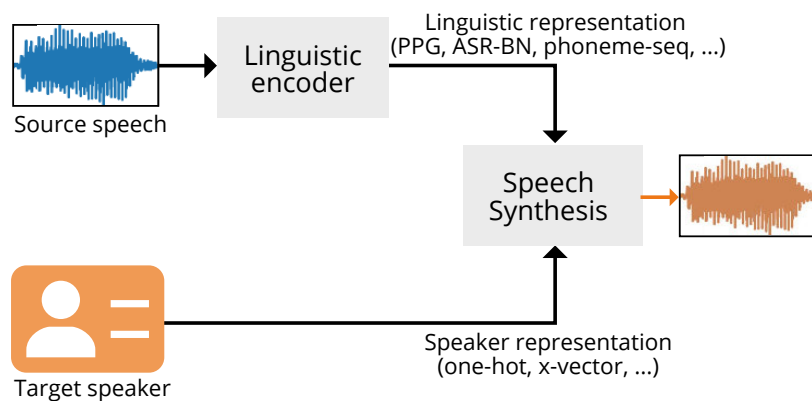 Linguistic representation
(PPG, ASR-BN, phoneme-seq, ...)
Linguistic
encoder
Source speech
Speech
Synthesis
Speaker representation
(one-hot, x-vector, ...)
Target speaker